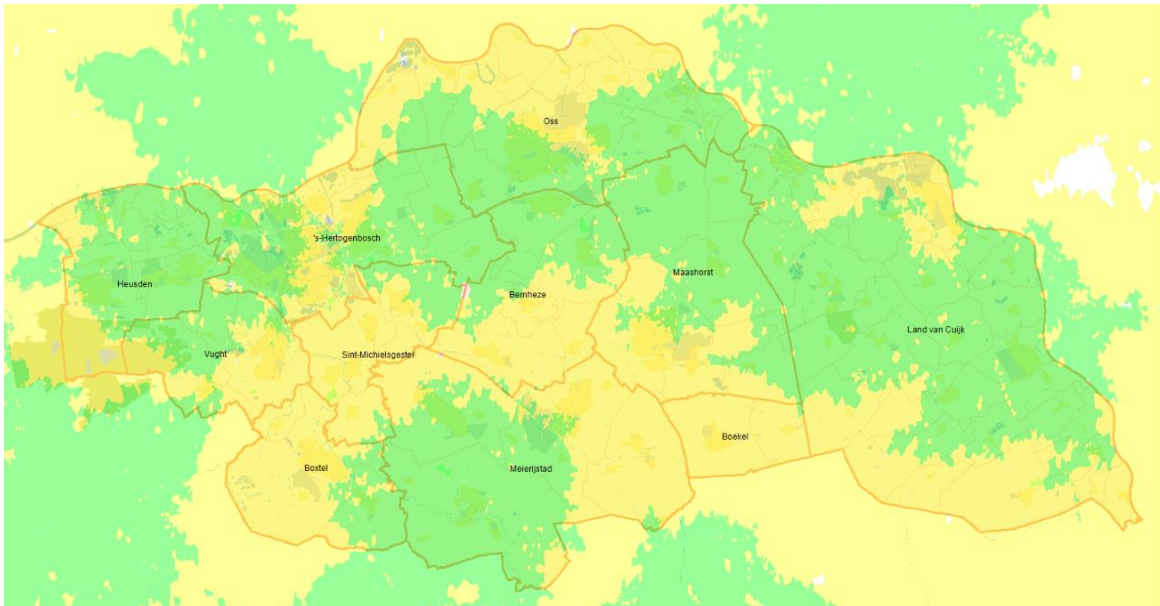 Oss
's-Hertogenbosch
Maashorst
Heusden
Bernheze
Land van Cuijk
Vught
Sint-Michielsgestel
Boekel
Boxtel
Meierijstad